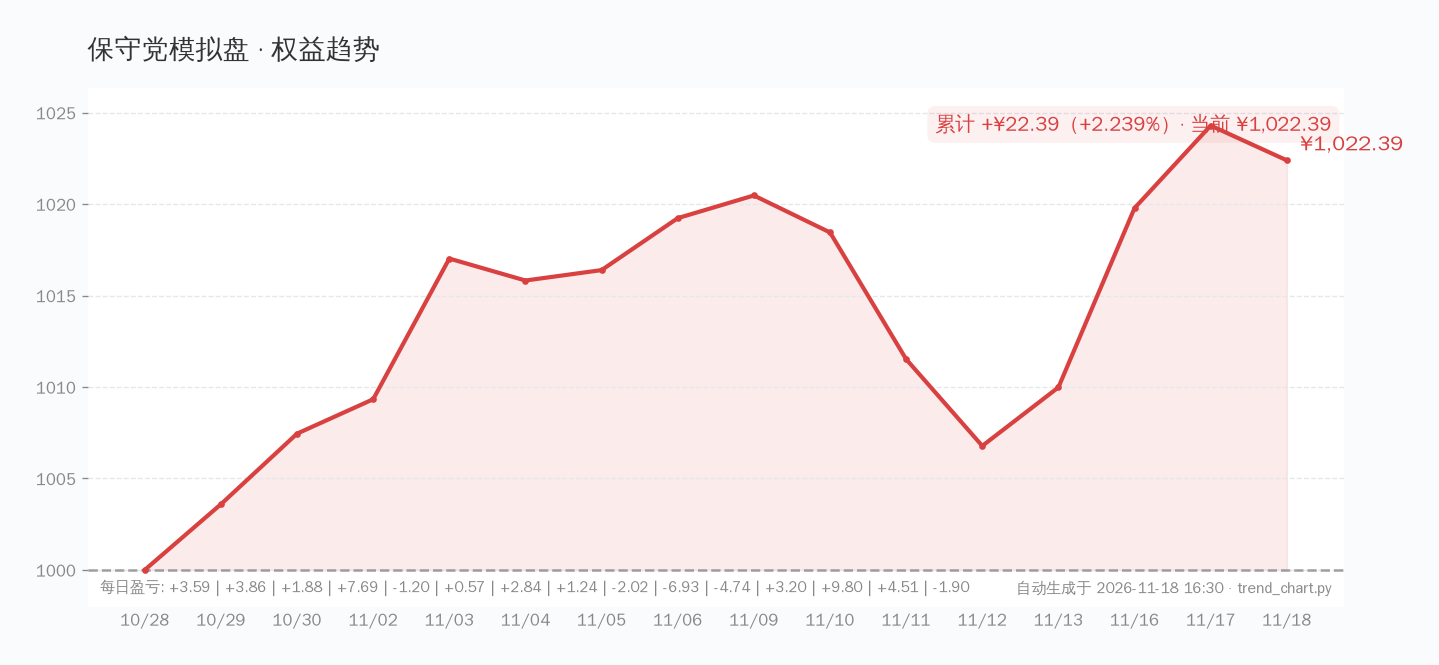 保守党模拟盘 · 权益趋势
累计 +¥22.39（+2.239%）· 当前 ¥1,022.39
¥1,022.39
1025
1020
1015
1010
1005
1000
每日盈亏: +3.59 | +3.86 | +1.88 | +7.69 | -1.20 | +0.57 | +2.84 | +1.24 | -2.02 | -6.93 | -4.74 | +3.20 | +9.80 | +4.51 | -1.90
自动生成于 2026-11-18 16:30 · trend_chart.py
10/28 10/29 10/30 11/02 11/03 11/04 11/05 11/06 11/09 11/10 11/11 11/12 11/13 11/16 11/17 11/18